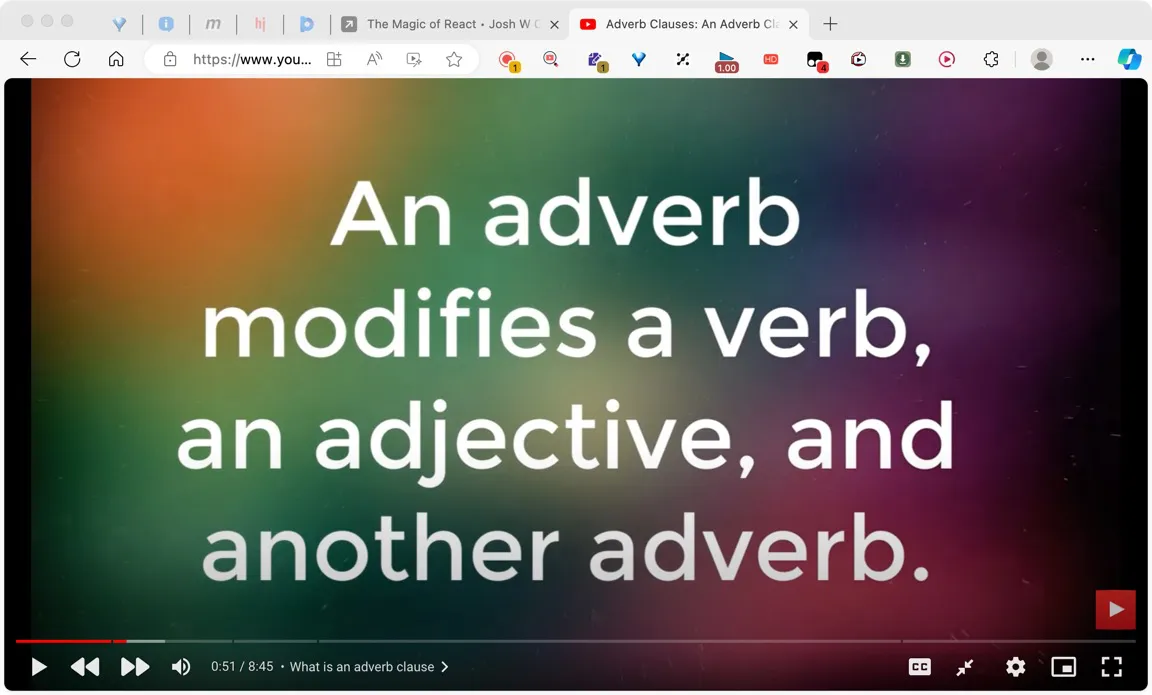 m
hj
The Magic of React • Josh W C
Adverb Clauses: An Adverb Cl
https://www.you...
1
1
1.00
HD
4
An adverb
modifies a verb,
an adjective, and
another adverb.
0:51 / 8:45 • What is an adverb clause
CC